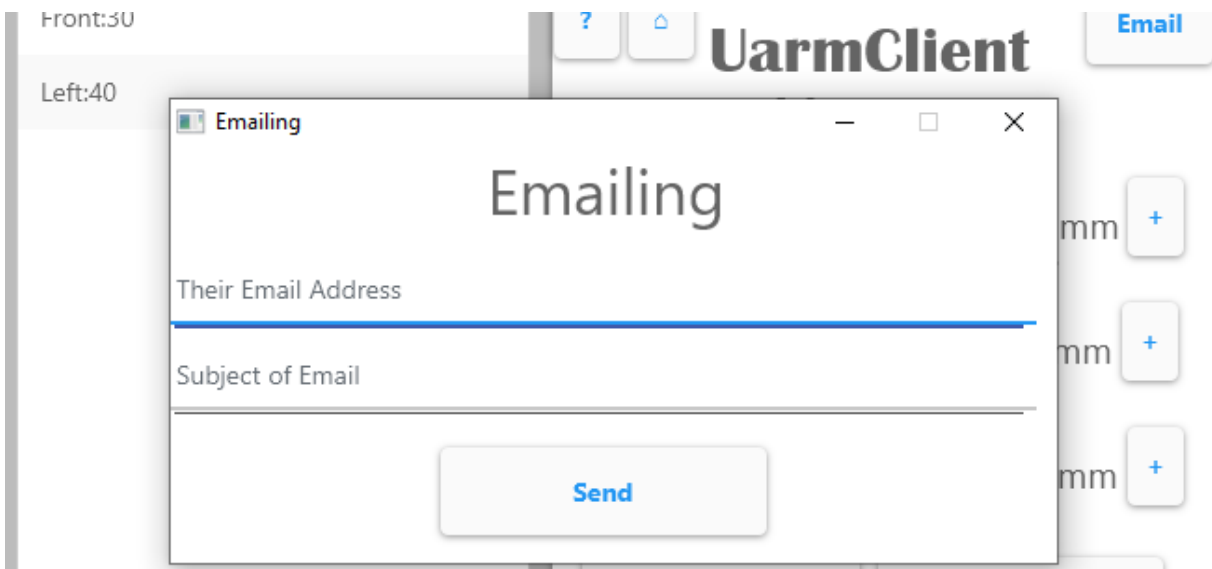 Front:30
?
Email
UarmClient
Left:40
Emailing
Emailing
mm +
Their Email Address
mm +
Subject of Email
mm +
Send